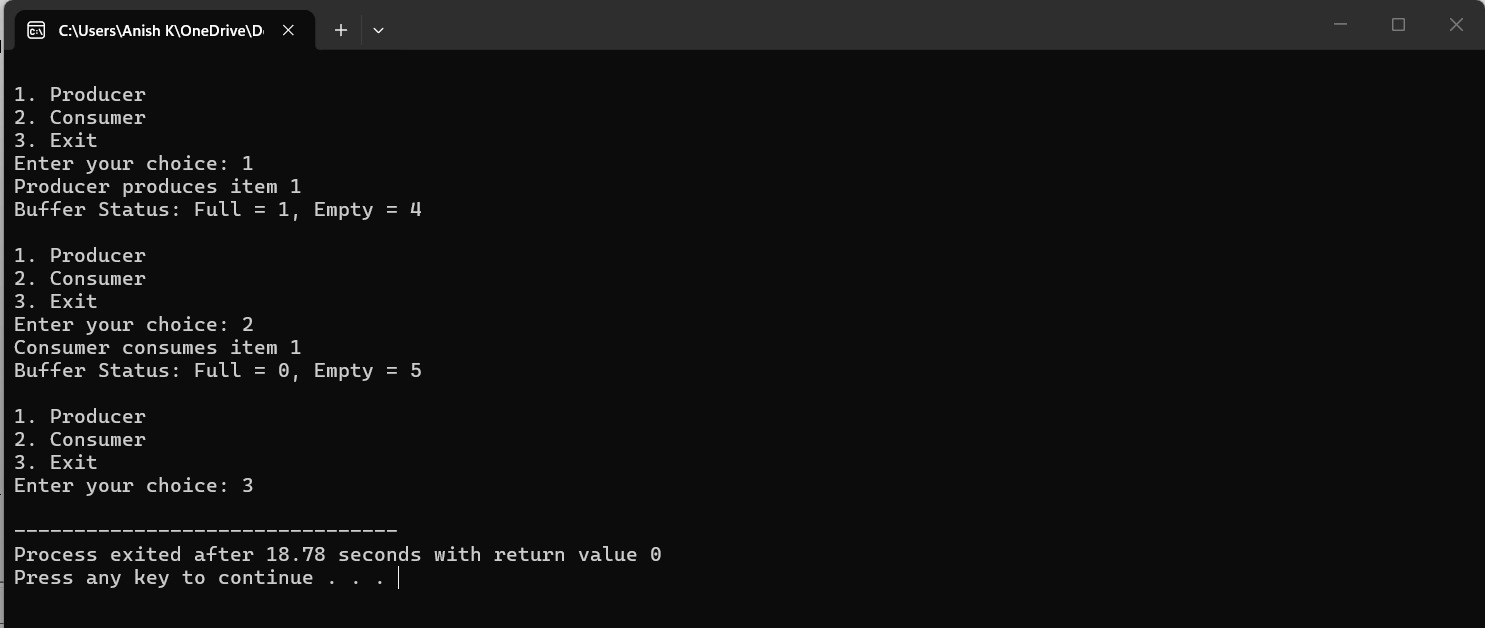 C:\Users\Anish K\OneDrive\D
1. Producer
2. Consumer
3. Exit
Enter your choice: 1
Producer produces item 1
Buffer Status: Full = 1, Empty = 4
1. Producer
2. Consumer
3. Exit
Enter your choice: 2
Consumer consumes item 1
Buffer Status: Full = 0, Empty = 5
1. Producer
2. Consumer
3. Exit
Enter your choice: 3
--------------------------------
Process exited after 18.78 seconds with return value 0
Press any key to continue . . .